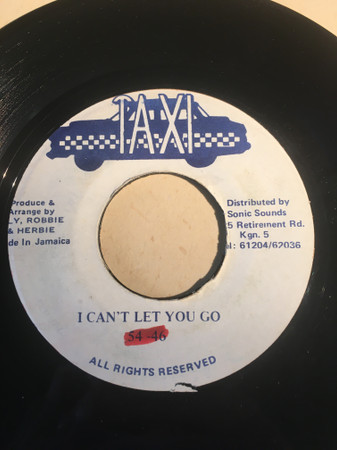 TAXI
Produce &
Arrange by
LY, ROBBIE
& HERBIE
de In Jamaica
Distributed by
Sonic Sounds
5 Retirement Rd.
Kgn. 5
l: 61204/62036
I CAN'T LET YOU GO
54-46
ALL RIGHTS RESERVED